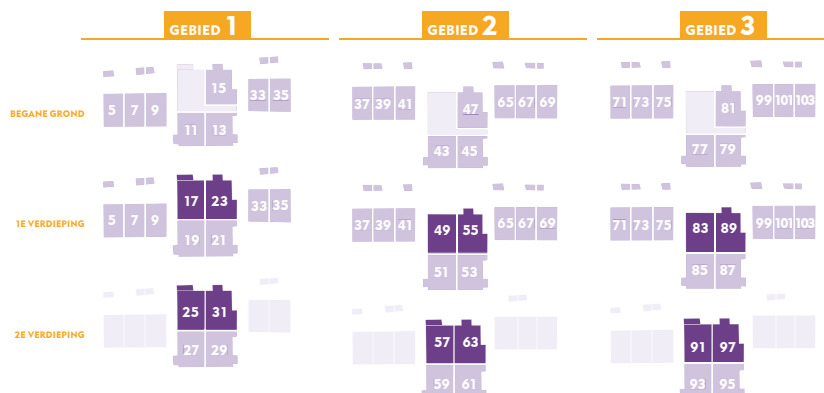 GEBIED 1
GEBIED 2
GEBIED 3
BEGANE GROND
5 7 9 15 33 35
11 13
37 39 41 47 65 67 69
43 45
71 73 75 81 99 101 103
77 79
1E VERDIEPING
5 7 9 17 23 33 35
19 21
37 39 41 49 55 65 67 69
51 53
71 73 75 83 89 99 101 103
85 87
2E VERDIEPING
25 31
27 29
57 63
59 61
91 97
93 95